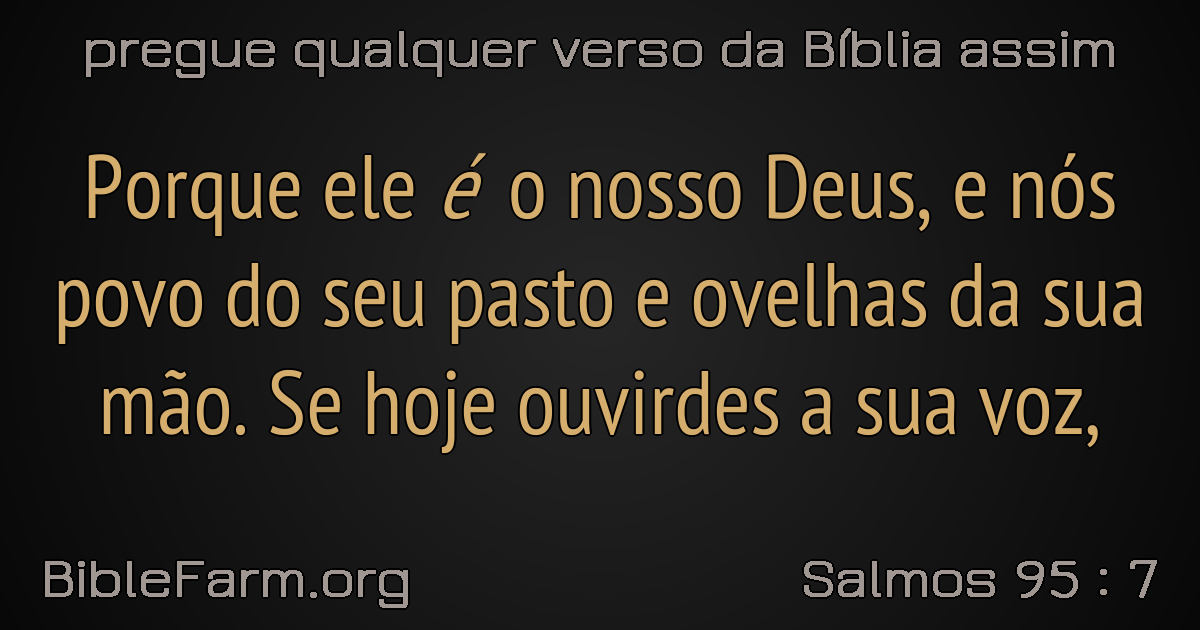 pregue qualquer verso da Bíblia assim
Porque ele é o nosso Deus, e nós
povo do seu pasto e ovelhas da sua
mão. Se hoje ouvirdes a sua voz,
BibleFarm.org
Salmos 95 : 7